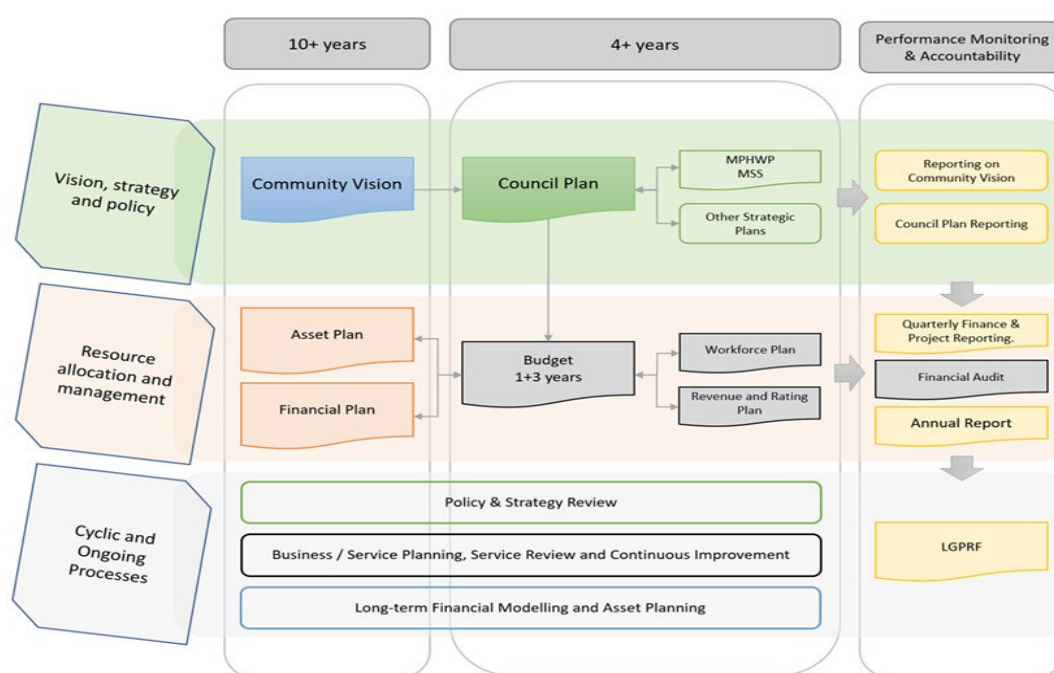 10+ years
4+ years
Performance Monitoring
& Accountability
Vision, strategy
and policy
Community Vision
Council Plan
MPHWP
MSS
Other Strategic
Plans
Reporting on
Community Vision
Council Plan Reporting
Resource
allocation and
management
Asset Plan
Financial Plan
Budget
1+3 years
Workforce Plan
Revenue and Rating
Plan
Quarterly Finance &
Project Reporting.
Financial Audit
Annual Report
Cyclic and
Ongoing
Processes
Policy & Strategy Review
Business / Service Planning, Service Review and Continuous Improvement
Long-term Financial Modelling and Asset Planning
LGPRF